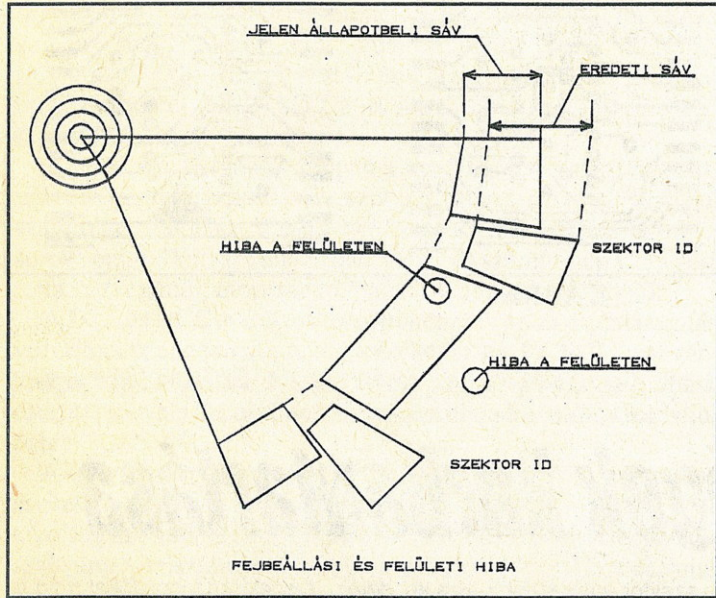 JELEN ÁLLAPOTBELI SÁV
EREDETI SÁV
HIBA A FELÜLETEN
SZEKTOR ID
HIBA A FELÜLETEN
SZEKTOR ID
FEJBEÁLLÁSI ÉS FELÜLETI HIBA